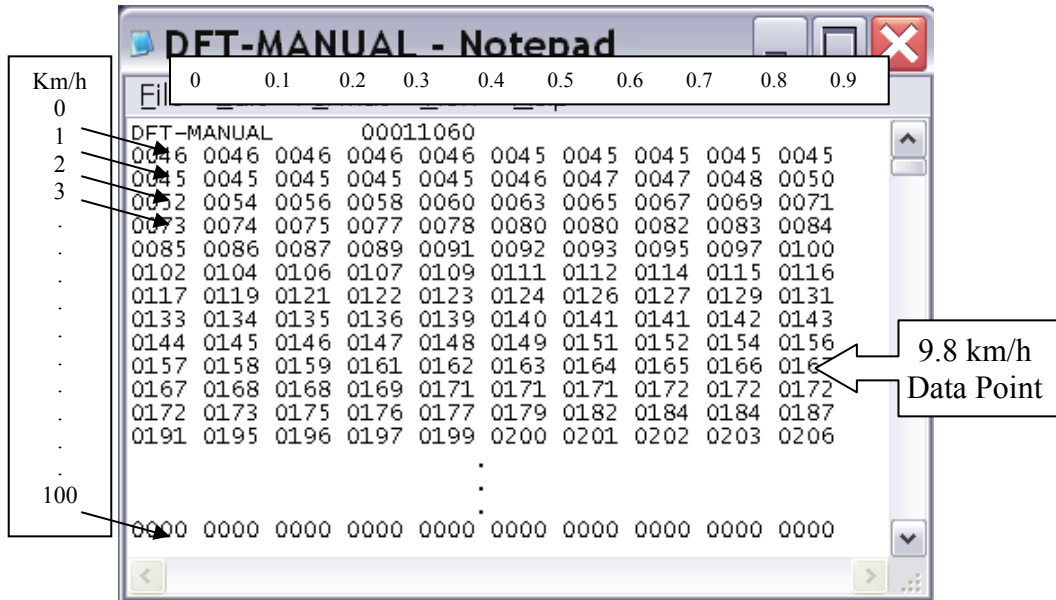 DFT-MANUAL - Notepad
0 0.1 0.2 0.3 0.4 0.5 0.6 0.7 0.8 0.9
Km/h
0
1
2
3
.
.
.
.
.
.
.
.
.
.
100
DFT-MANUAL 00011060
0046 0046 0046 0046 0046 0045 0045 0045 0045 0045
0045 0045 0045 0045 0045 0046 0047 0047 0048 0050
0052 0054 0056 0058 0060 0063 0065 0067 0069 0071
0073 0074 0075 0077 0078 0080 0080 0082 0083 0084
0085 0086 0087 0089 0091 0092 0093 0095 0097 0100
0102 0104 0106 0107 0109 0111 0112 0114 0115 0116
0117 0119 0121 0122 0123 0124 0126 0127 0129 0131
0133 0134 0135 0136 0139 0140 0141 0141 0142 0143
0144 0145 0146 0147 0148 0149 0151 0152 0154 0156
0157 0158 0159 0161 0162 0163 0164 0165 0166
0167 0168 0168 0169 0171 0171 0171 0172 0172 0172
0172 0173 0175 0176 0177 0179 0182 0184 0184 0187
0191 0195 0196 0197 0199 0200 0201 0202 0203 0206
.
.
.
0000 0000 0000 0000 0000 0000 0000 0000 0000 0000
9.8 km/h
Data Point